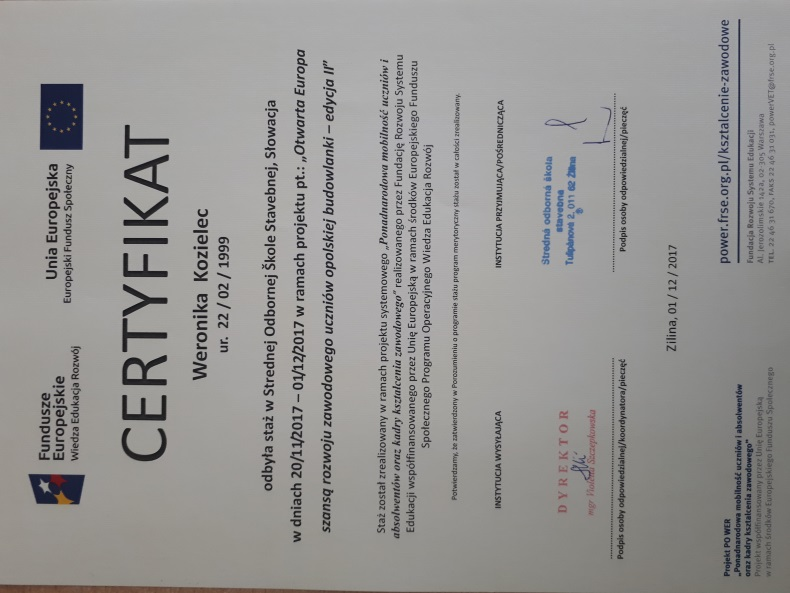 Fundusze
Europejskie
Wiedza Edukacja Rozwój
Unia Europejska
Europejski Fundusz Społeczny
CERTYFIKAT
Weronika Kozielec
ur. 22 / 02 / 1999
odbyła staż w Strednej Odbornej Škole Stavebnej, Słowacja
w dniach 20/11/2017 – 01/12/2017 w ramach projektu pt.: „Otwarta Europa
szansą rozwoju zawodowego uczniów opolskiej budowlanki – edycja II”
Staż został zrealizowany w ramach projektu systemowego „Ponadnarodowa mobilność uczniów i
absolwentów oraz kadry kształcenia zawodowego” realizowanego przez Fundację Rozwoju Systemu
Edukacji współfinansowanego przez Unię Europejską w ramach środków Europejskiego Funduszu
Społecznego Programu Operacyjnego Wiedza Edukacja Rozwój
Potwierdzamy, że zatwierdzony w Porozumieniu o programie stażu program merytoryczny stażu został w całości zrealizowany.
INSTYTUCJA WYSYŁAJĄCA
INSTYTUCJA PRZYJMUJĄCA/POŚREDNICZĄCA
DYREKTOR
mgr Violetta Szczepkowska
Stredná odborná škola
stavebná
Tulipánová 2, 011 62 Žilina
Podpis osoby odpowiedzialnej/koordynatora/pieczęć
Podpis osoby odpowiedzialnej/pieczęć
Zilina, 01 / 12 / 2017
Projekt PO WER
„Ponadnarodowa mobilność uczniów i absolwentów
oraz kadry kształcenia zawodowego”
Projekt współfinansowany przez Unię Europejską
w ramach środków Europejskiego Funduszu Społecznego
power.frse.org.pl/ksztalcenie-zawodowe
Fundacja Rozwoju Systemu Edukacji
Al. Jerozolimskie 142a, 02-305 Warszawa
TEL. 22 46 31 670, FAKS 22 46 31 031, powerVET@frse.org.pl